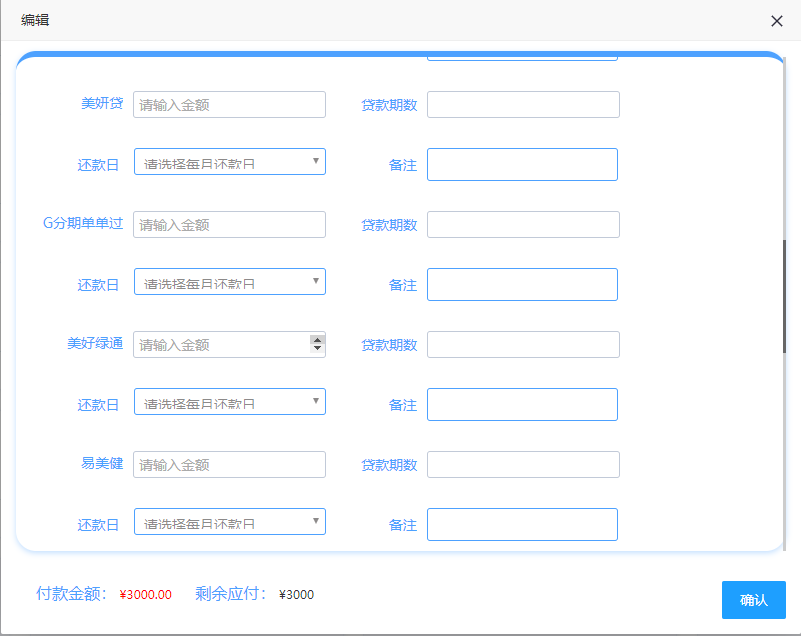 编辑
美妍贷 请输入金额 贷款期数
还款日 请选择每月还款日 备注
G分期单单过 请输入金额 贷款期数
还款日 请选择每月还款日 备注
美好绿通 请输入金额 贷款期数
还款日 请选择每月还款日 备注
易美健 请输入金额 贷款期数
还款日 请选择每月还款日 备注
付款金额： ¥3000.00 剩余应付： ¥3000
确认